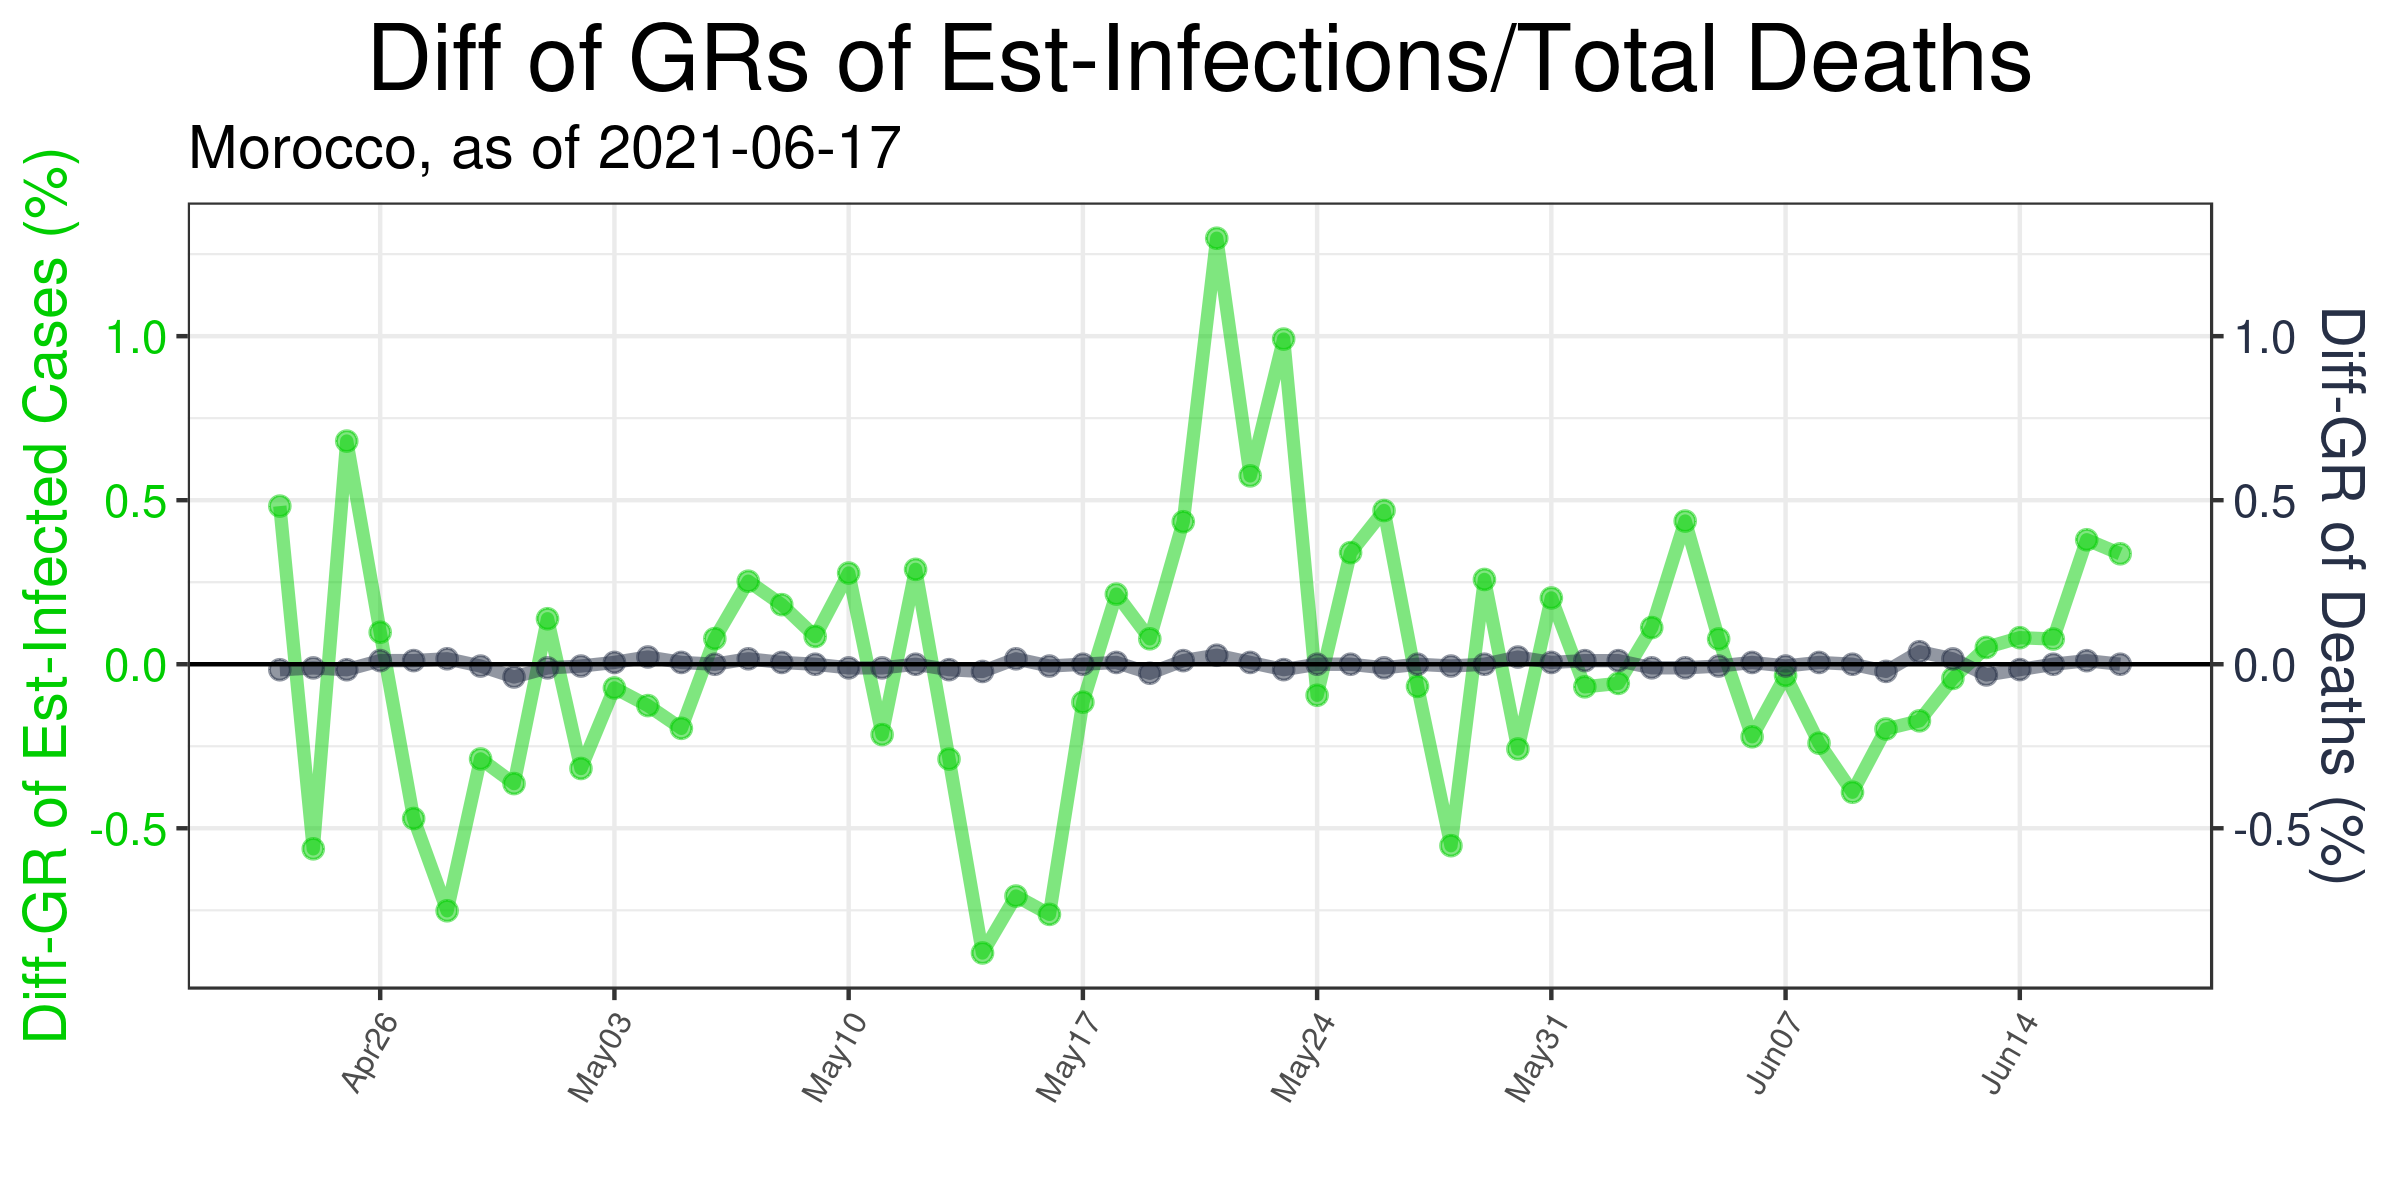 Diff of GRs of Est-Infections/Total Deaths
Morocco, as of 2021-06-17
Diff-GR of Est-Infected Cases (%)
1.0
0.5
0.0
-0.5
1.0
0.5
0.0
-0.5
Diff-GR of Deaths (%)
Apr26
May03
May10
May17
May24
May31
Jun07
Jun14